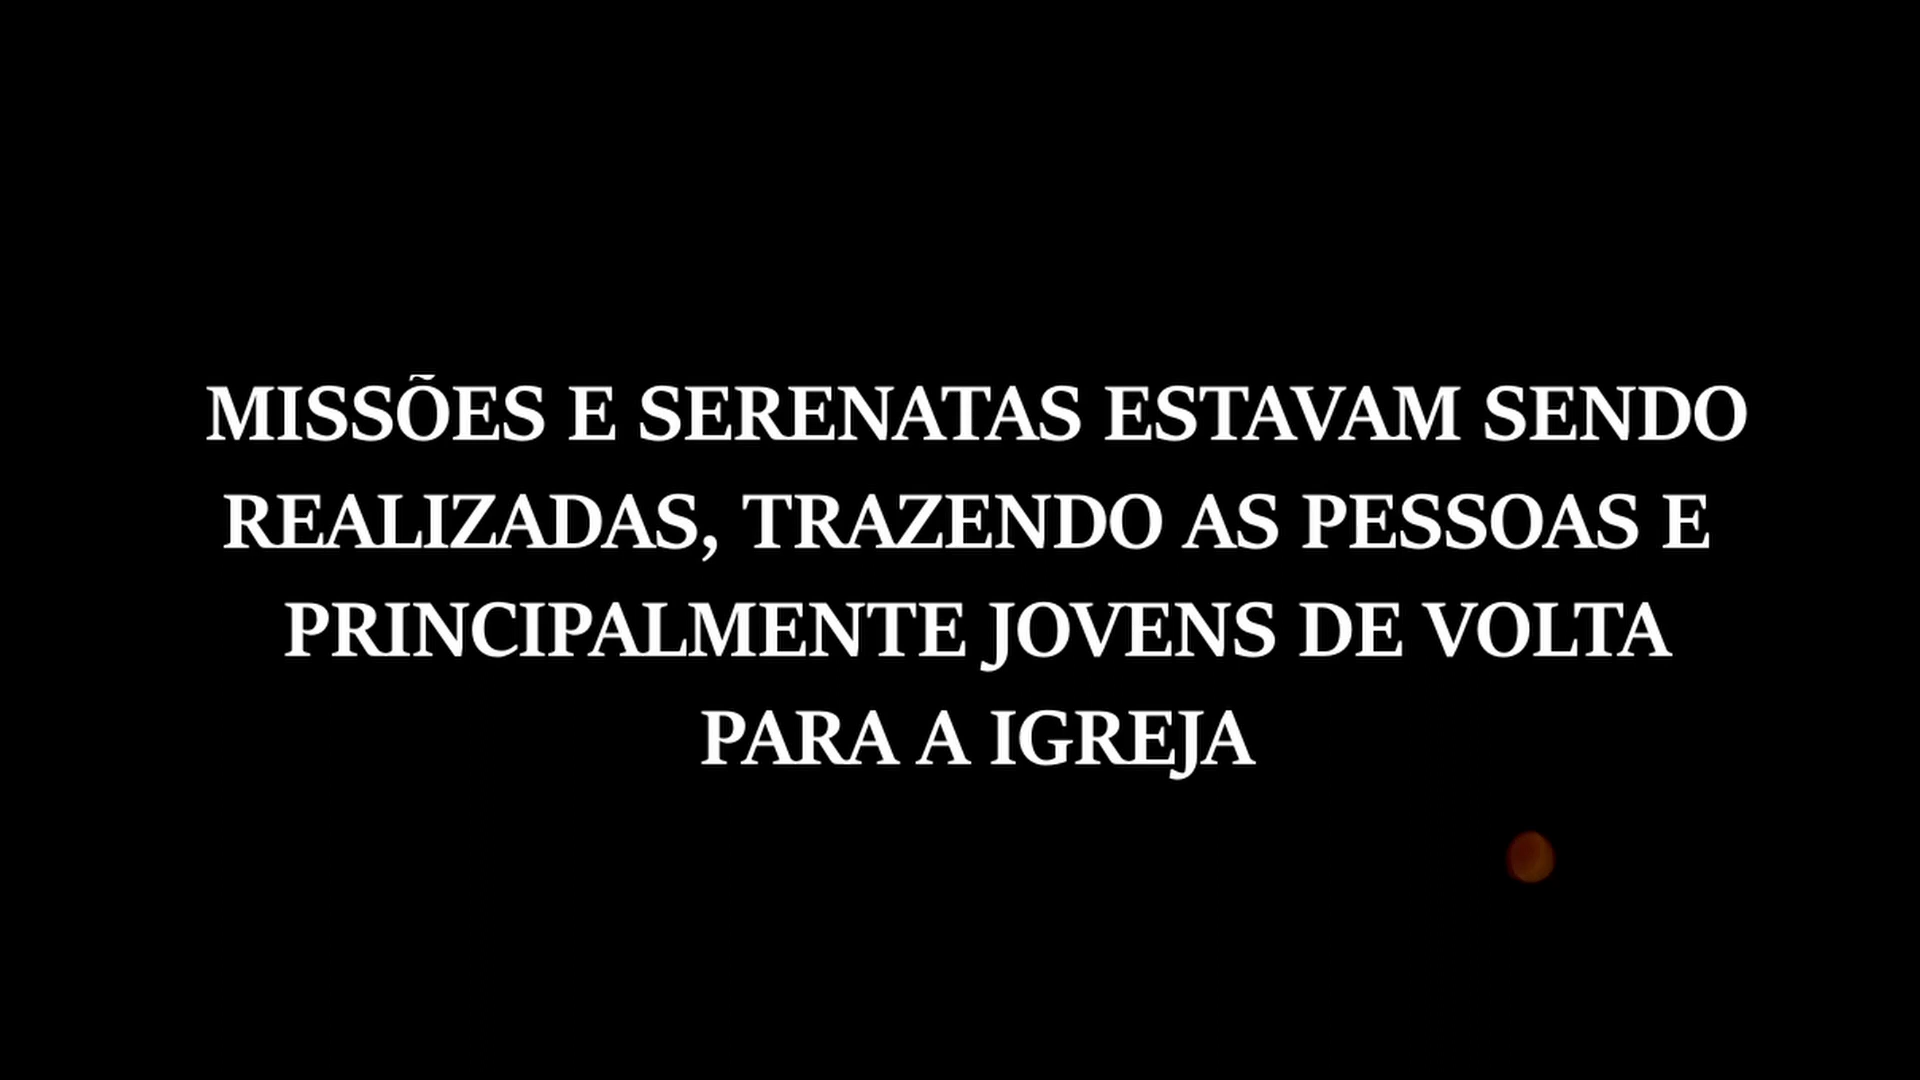 MISSÕES E SERENATAS ESTAVAM SENDO
REALIZADAS, TRAZENDO AS PESSOAS E
PRINCIPALMENTE JOVENS DE VOLTA
PARA A IGREJA